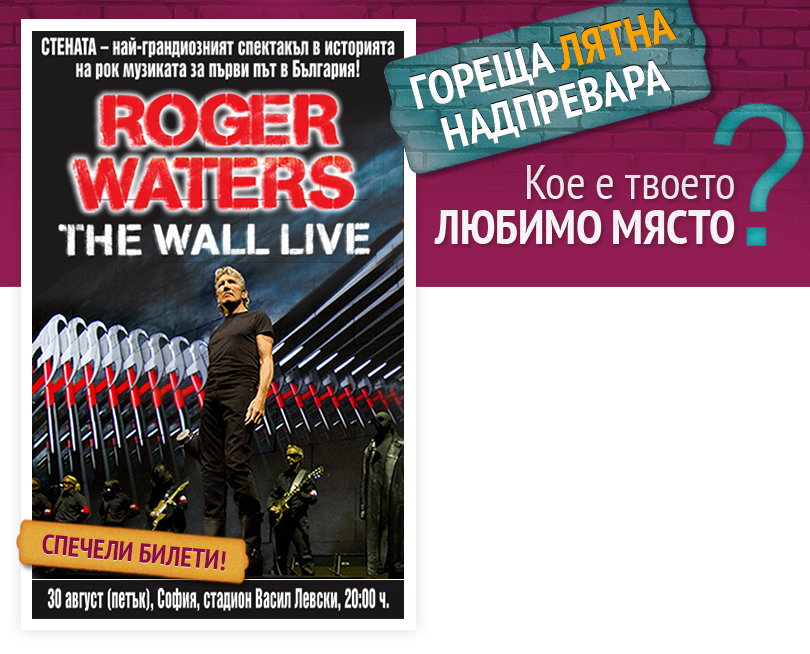 СТЕНАТА – най-грандиозният спектакъл в историята
на рок музиката за първи път в България!
ROGER
WATERS
THE WALL LIVE
СПЕЧЕЛИ БИЛЕТИ!
30 август (петък), София, стадион Васил Левски, 20:00 ч.
ГОРЕЩА ЛЯТНА
НАДПРЕВАРА
Кое е твоето
ЛЮБИМО МЯСТО
?